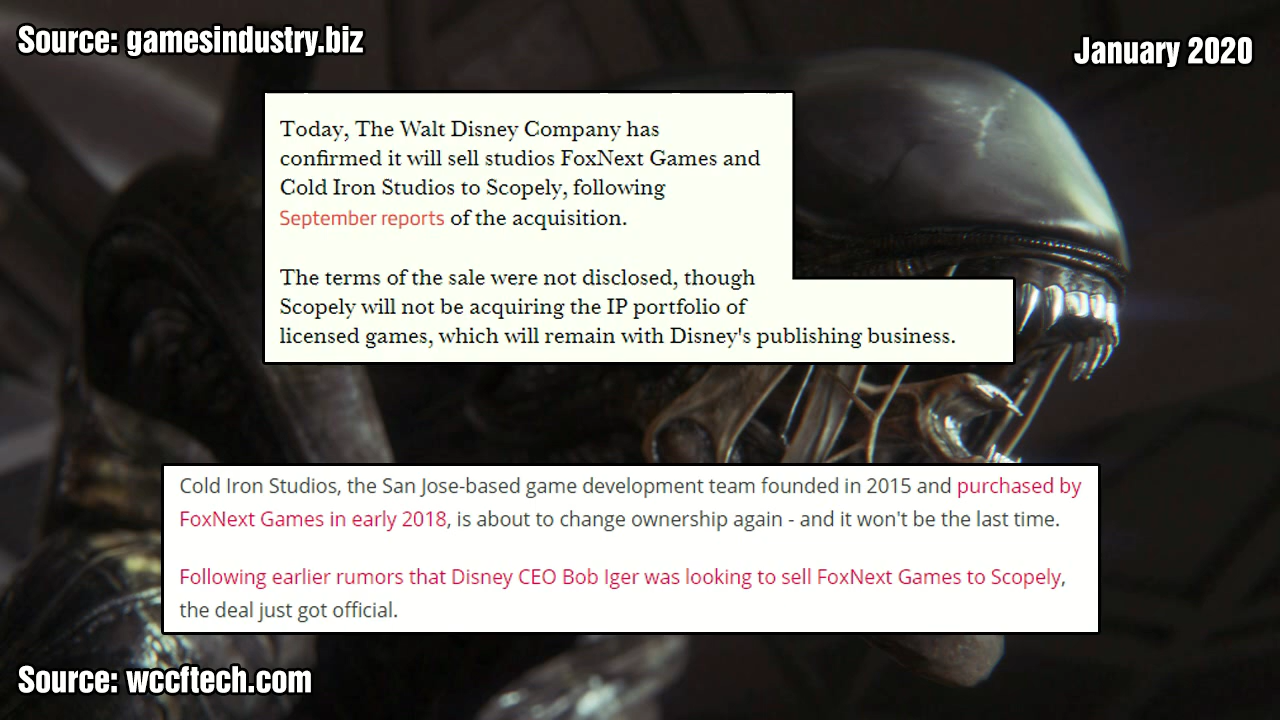 Source: gamesindustry.biz
January 2020
Today, The Walt Disney Company has
confirmed it will sell studios FoxNext Games and
Cold Iron Studios to Scopely, following
September reports of the acquisition.
The terms of the sale were not disclosed, though
Scopely will not be acquiring the IP portfolio of
licensed games, which will remain with Disney's publishing business.
Cold Iron Studios, the San Jose-based game development team founded in 2015 and purchased by
FoxNext Games in early 2018, is about to change ownership again - and it won't be the last time.
Following earlier rumors that Disney CEO Bob Iger was looking to sell FoxNext Games to Scopely,
the deal just got official.
Source: wccftech.com